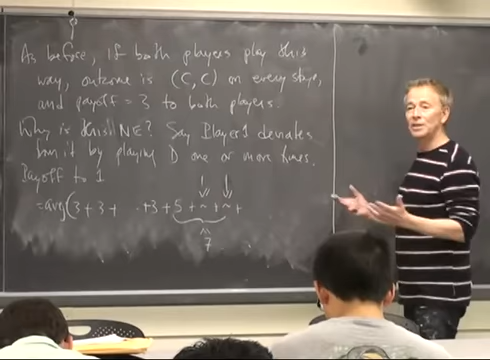 As before, if both players play this
way, outcome is (C, C) on every stage,
and payoff = 3 to both players.
Why is this NE? Say Player 1 deviates
from it by playing D one or more times.
Payoff to 1
= avg(3 + 3 + . . +3 + 5 + ~ + ~ +
7